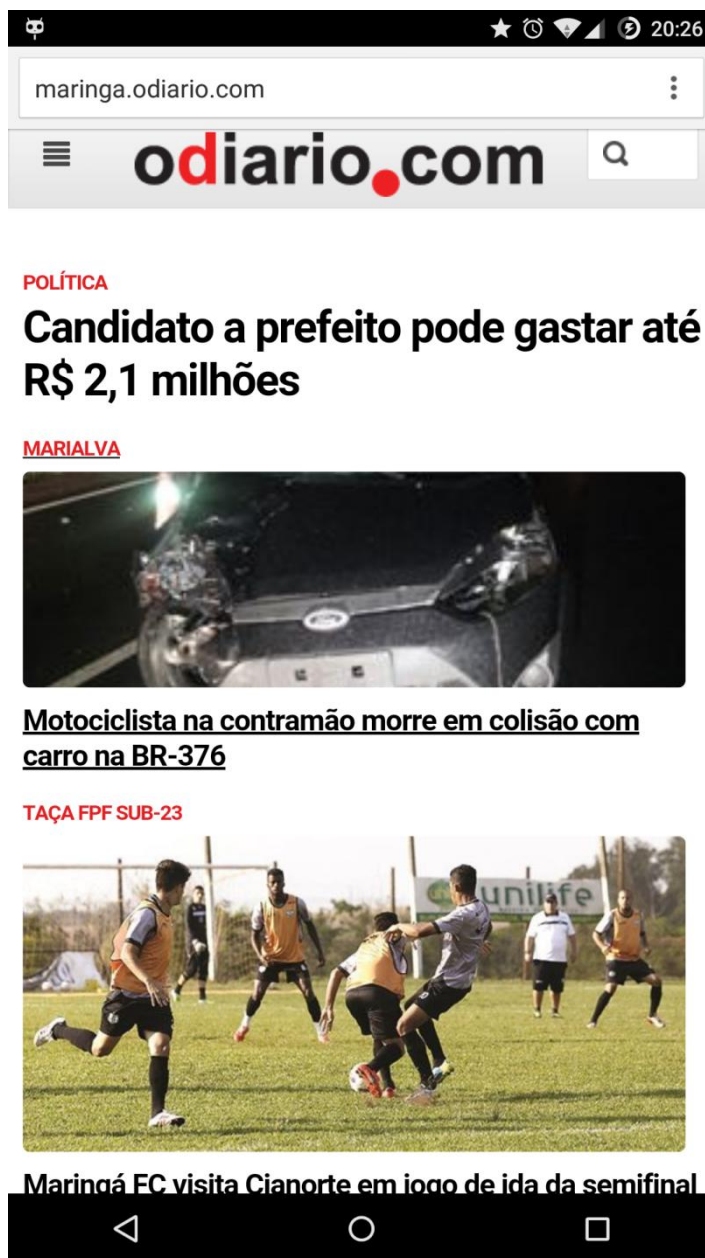 20:26
maringa.odiario.com
odiario.com
POLÍTICA
Candidato a prefeito pode gastar até
R$ 2,1 milhões
MARIALVA
Motociclista na contramão morre em colisão com
carro na BR-376
TAÇA FPF SUB-23
unilife
Maringá FC visita Cianorte em jogo de ida da semifinal